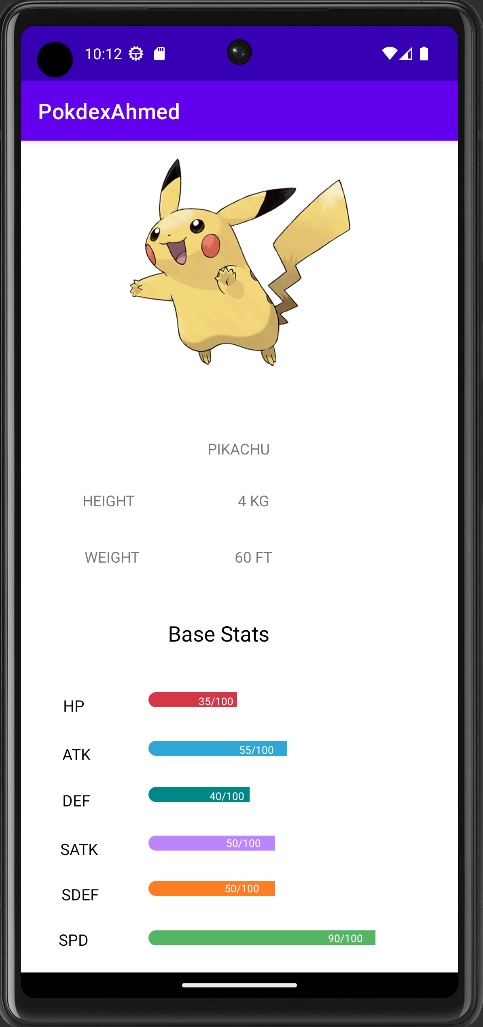 10:12
PokdexAhmed
PIKACHU
HEIGHT 4 KG
WEIGHT 60 FT
Base Stats
HP 35/100
ATK 55/100
DEF 40/100
SATK 50/100
SDEF 50/100
SPD 90/100